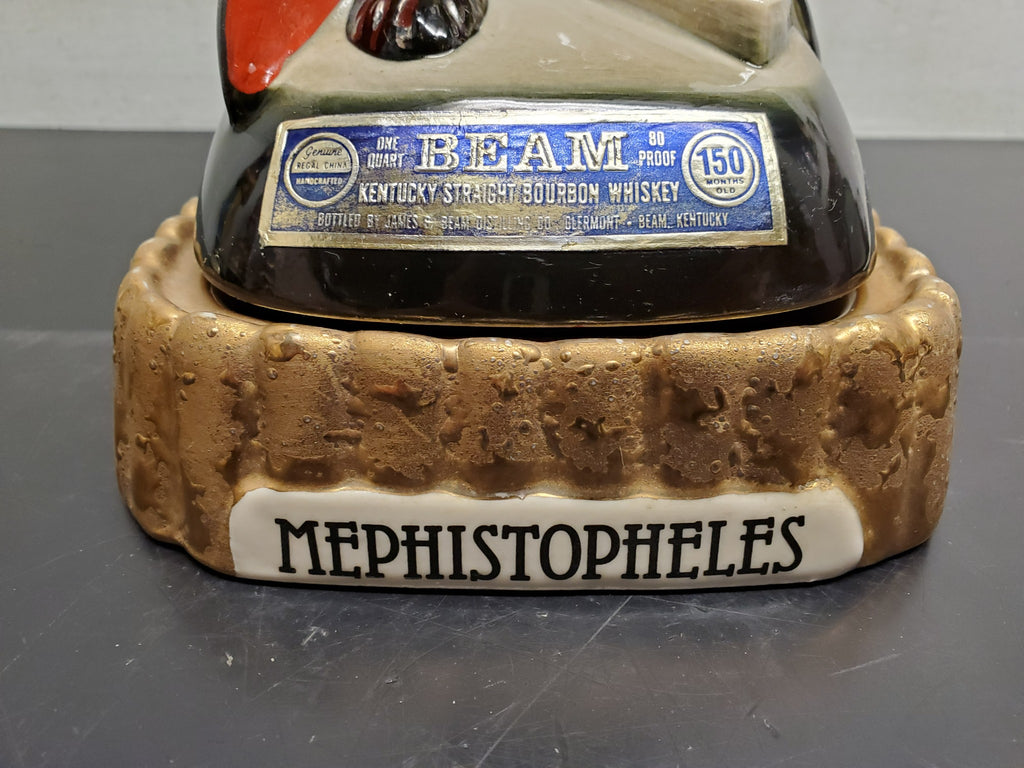 Genuine
REGAL CHINA
HANDCRAFTED
ONE
QUART
BEAM
80
PROOF
150
MONTHS
OLD
KENTUCKY STRAIGHT BOURBON WHISKEY
BOTTLED BY JAMES B. BEAM DISTILLING CO. CLERMONT • BEAM, KENTUCKY
MEPHISTOPHELES